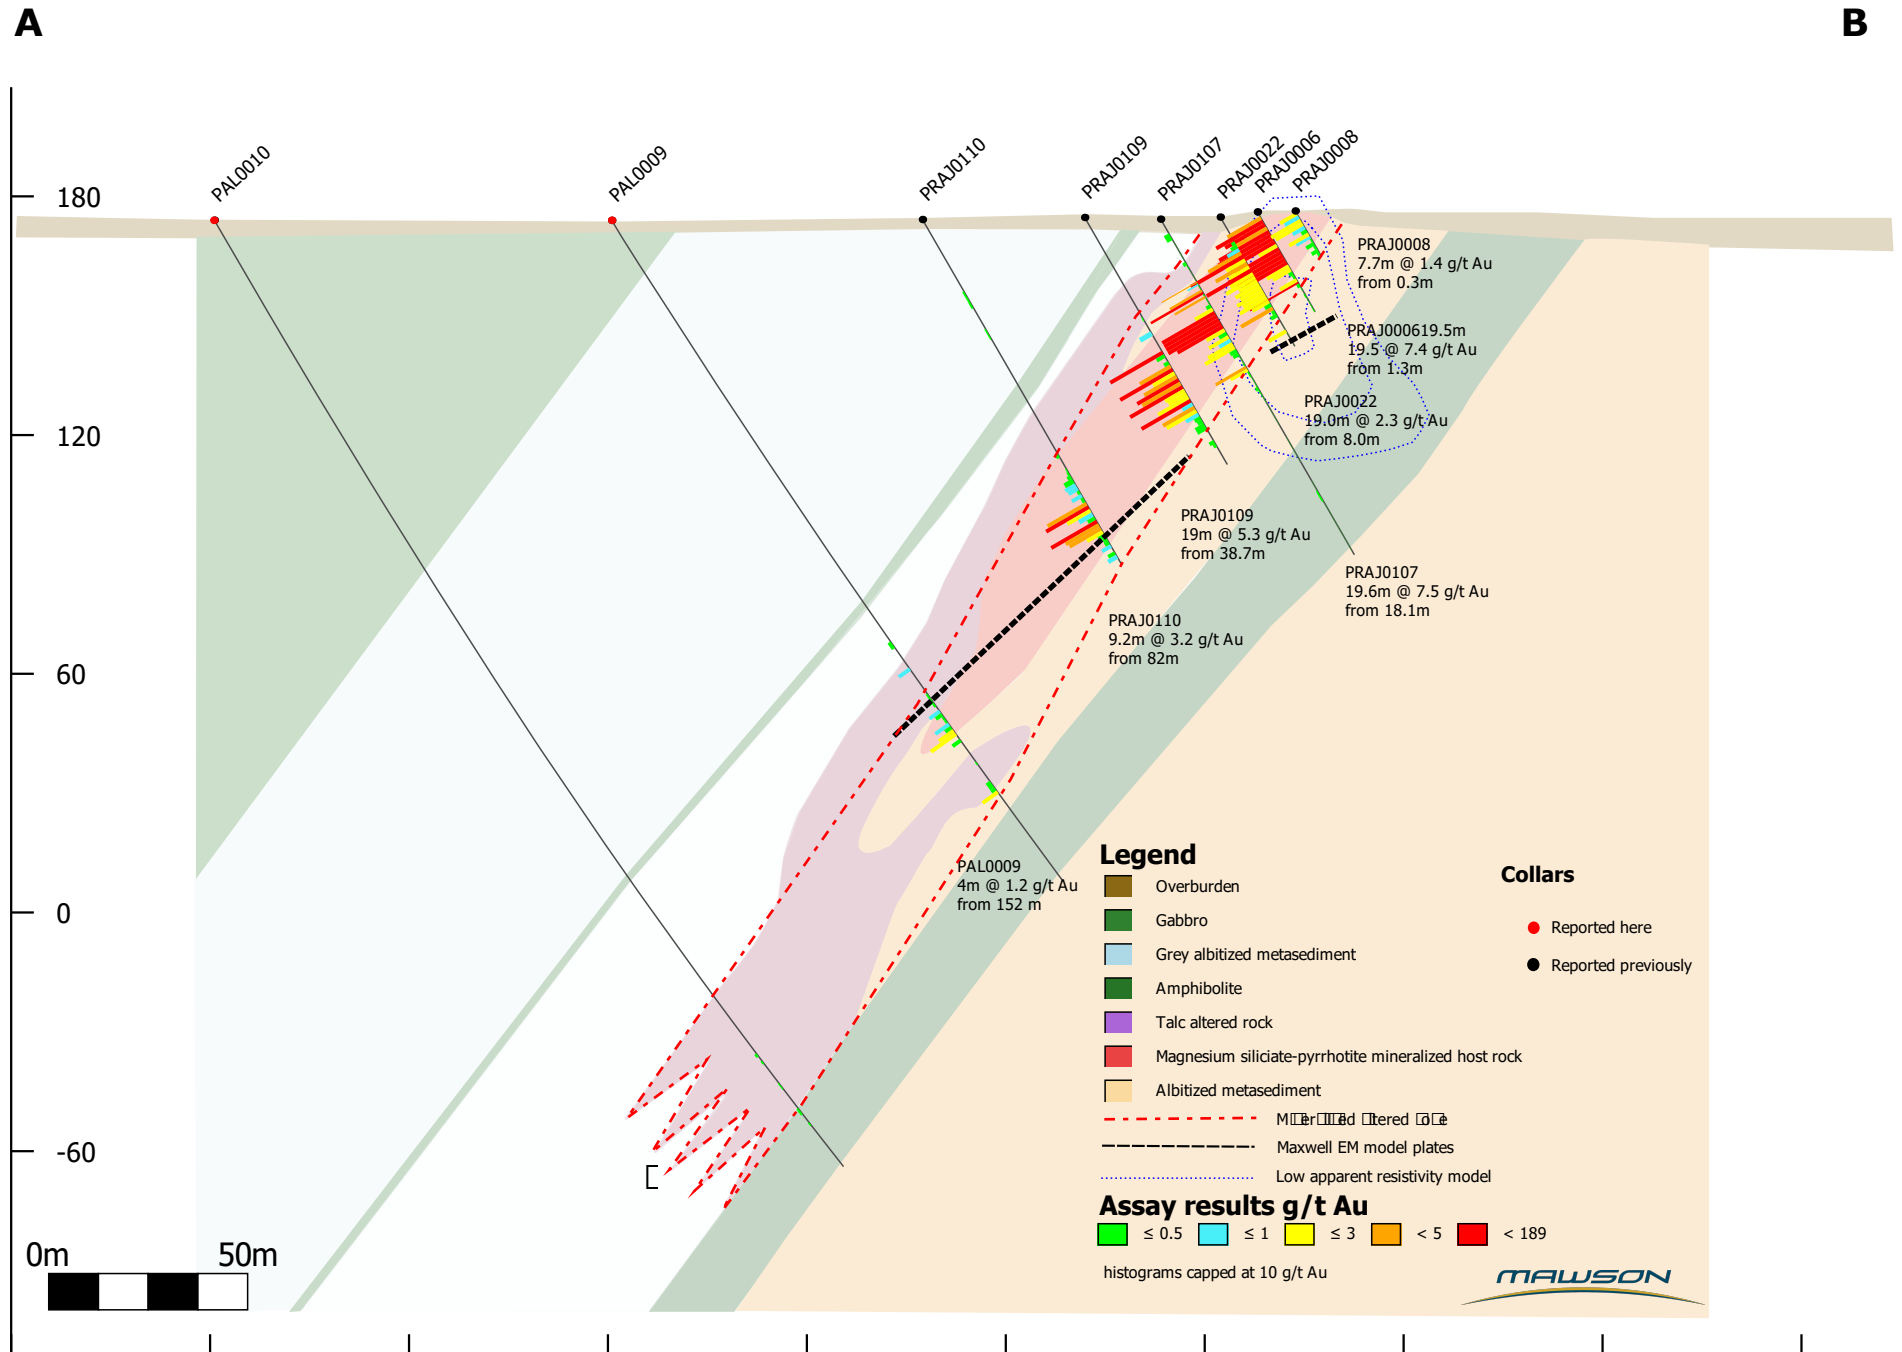 A
B
PAL0010
PAL0009
PRAJ0110
PRAJ0109
PRAJ0107
PRAJ0022
PRAJ0006
PRAJ0008
180
120
60
0
-60
PRAJ0008
7.7m @ 1.4 g/t Au
from 0.3m
PRAJ000619.5m
19.5 @ 7.4 g/t Au
from 1.3m
PRAJ0022
19.0m @ 2.3 g/t Au
from 8.0m
PRAJ0109
19m @ 5.3 g/t Au
from 38.7m
PRAJ0107
19.6m @ 7.5 g/t Au
from 18.1m
PRAJ0110
9.2m @ 3.2 g/t Au
from 82m
PAL0009
4m @ 1.2 g/t Au
from 152 m
Legend
Overburden
Gabbro
Grey albitized metasediment
Amphibolite
Talc altered rock
Magnesium siliciate-pyrrhotite mineralized host rock
Albitized metasediment
Maxwell EM model plates
Low apparent resistivity model
Collars
Reported here
Reported previously
Assay results g/t Au
≤ 0.5
≤ 1
≤ 3
< 5
< 189
histograms capped at 10 g/t Au
MAWSON
0m
50m